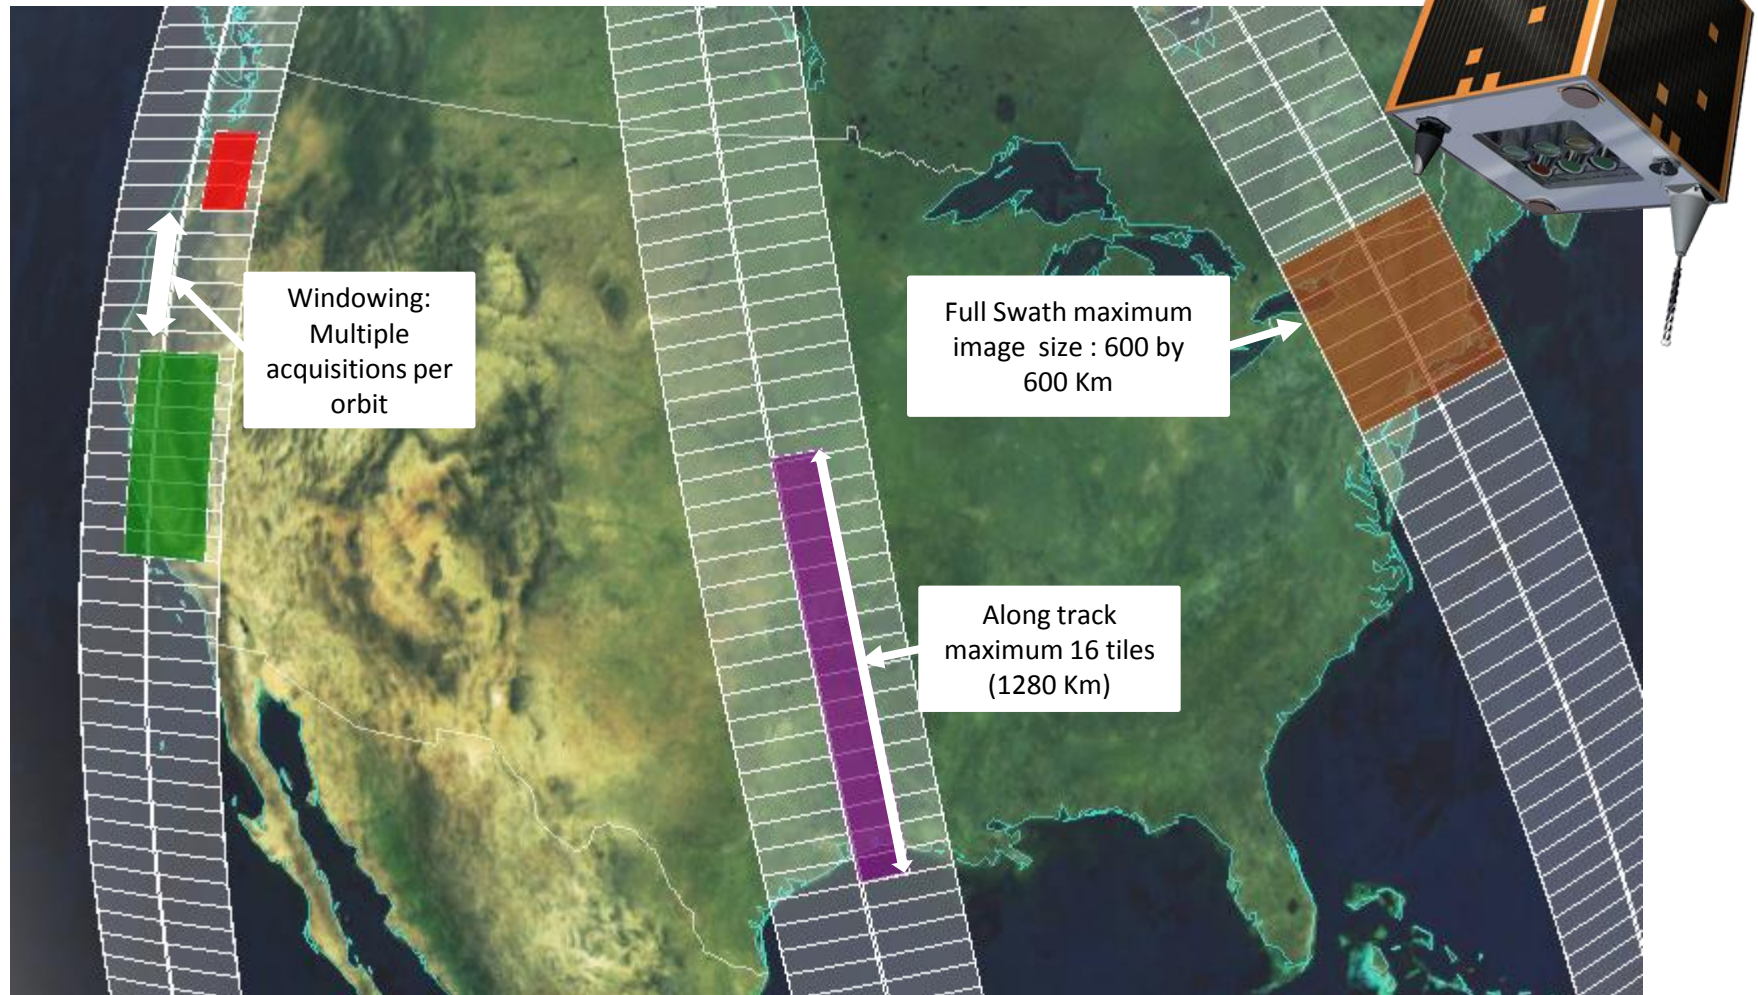 Windowing:
Multiple
acquisitions per
orbit
Full Swath maximum
image size : 600 by
600 Km
Along track
maximum 16 tiles
(1280 Km)